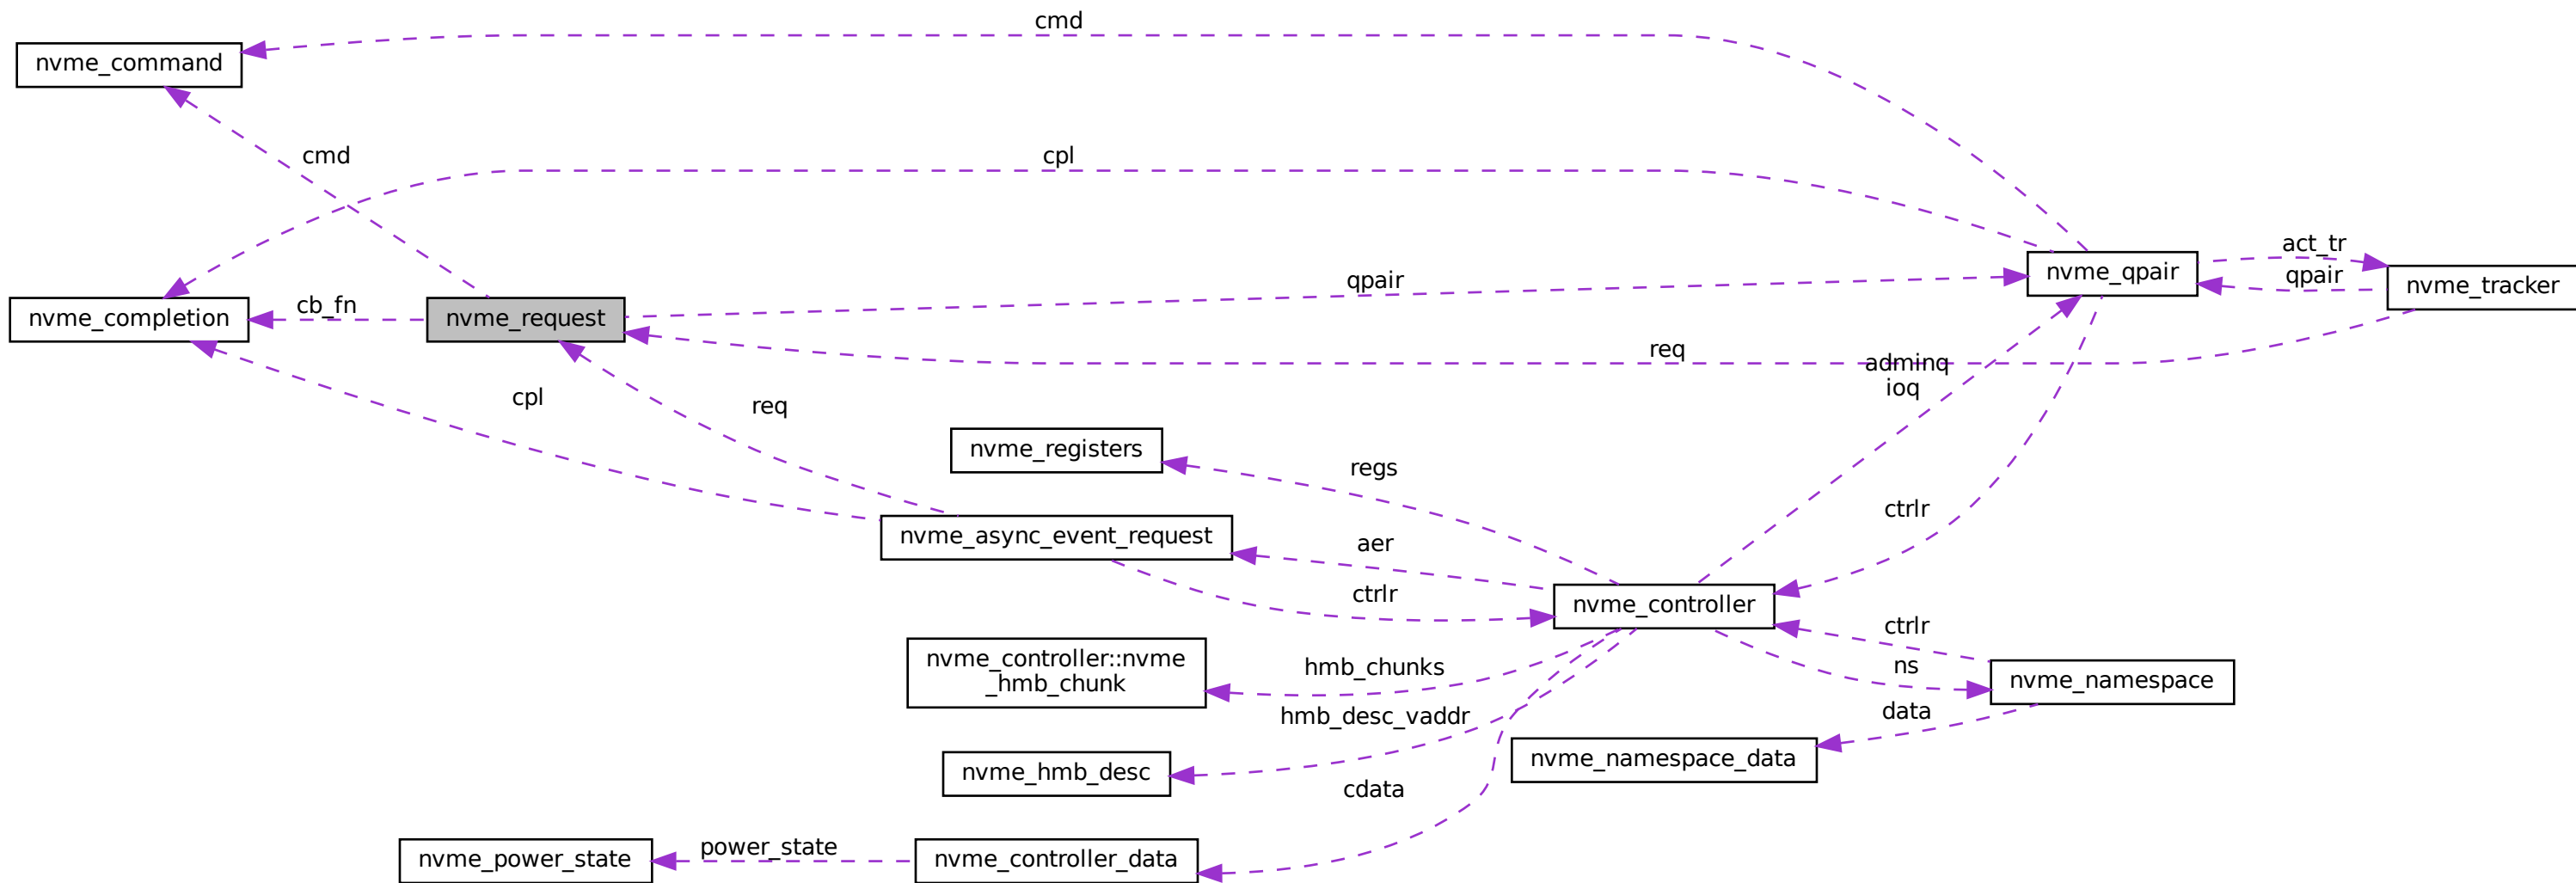 cmd
nvme_command
cmd
cpl
act_tr
nvme_qpair
qpair
qpair
nvme_tracker
cb_fn
nvme_completion
nvme_request
req
adminq
ioq
cpl
req
nvme_registers
regs
ctrlr
nvme_async_event_request
aer
ctrlr
nvme_controller
ctrlr
nvme_controller::nvme
_hmb_chunk
hmb_chunks
ns
nvme_namespace
hmb_desc_vaddr
data
nvme_hmb_desc
nvme_namespace_data
cdata
power_state
nvme_power_state
nvme_controller_data